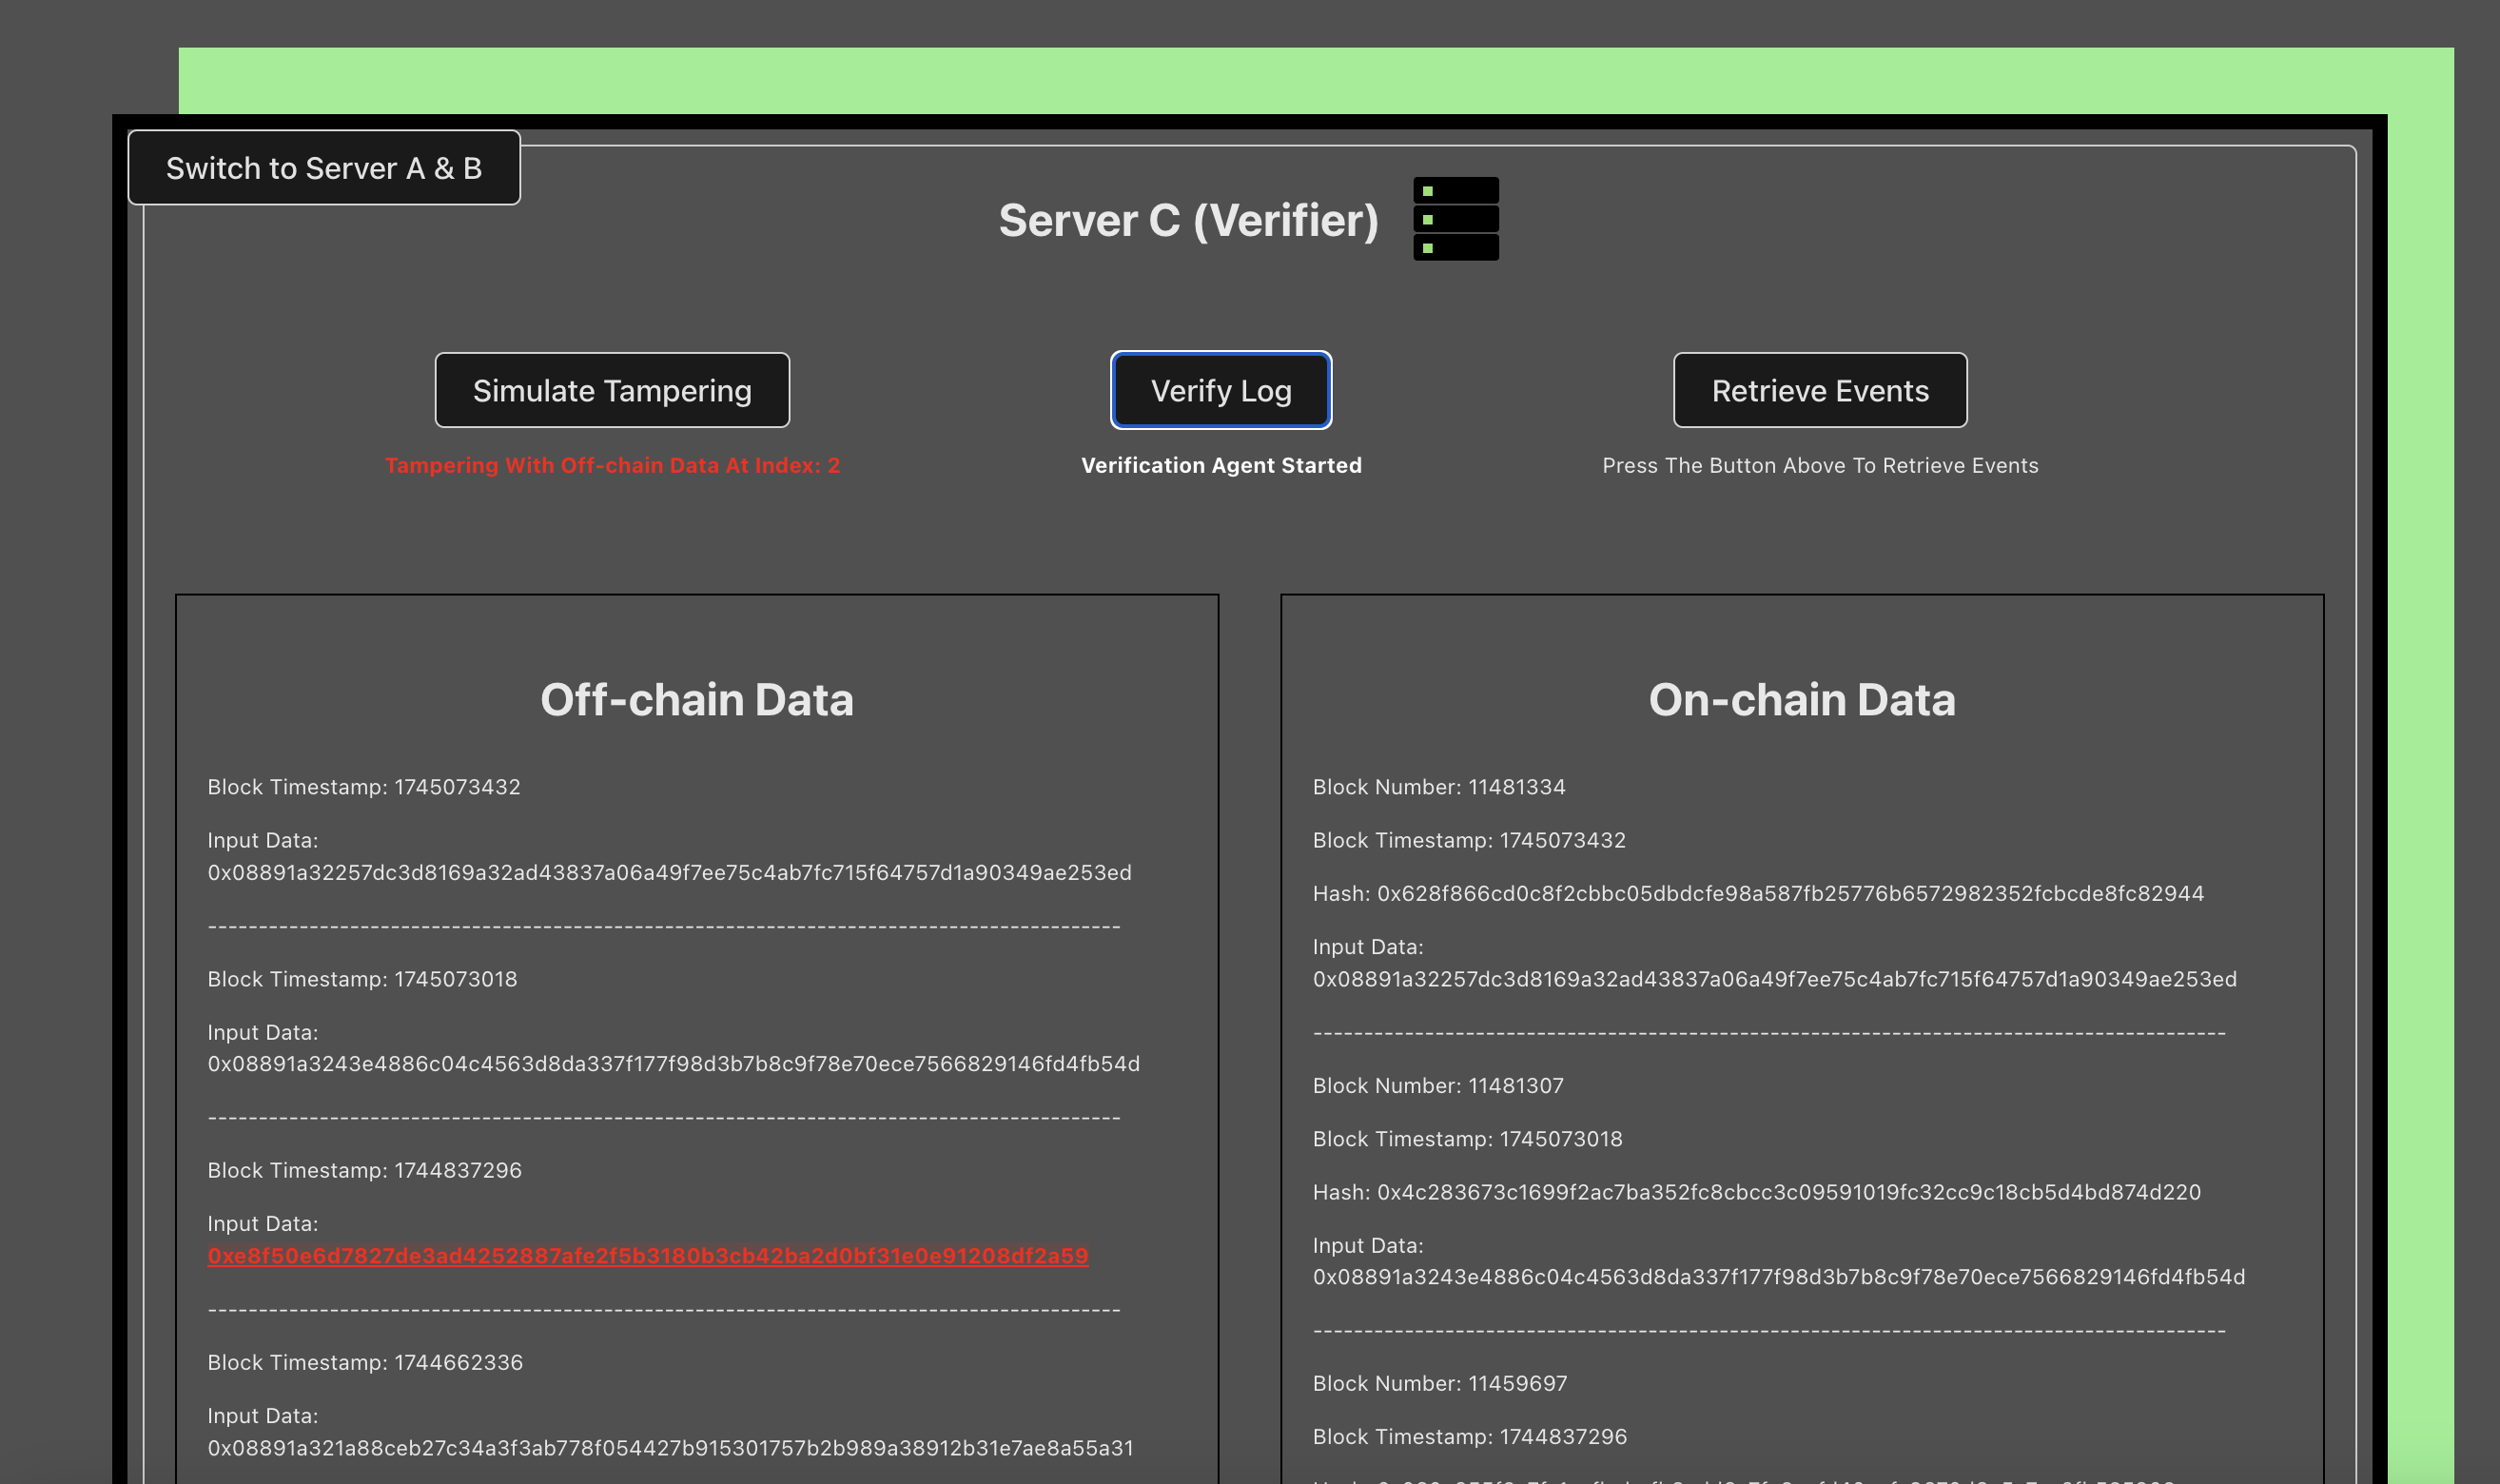 Switch to Server A & B
Server C (Verifier)
Simulate Tampering
Verify Log
Retrieve Events
Tampering With Off-chain Data At Index: 2
Verification Agent Started
Press The Button Above To Retrieve Events
Off-chain Data
Block Timestamp: 1745073432
Input Data:
0x08891a32257dc3d8169a32ad43837a06a49f7ee75c4ab7fc715f64757d1a90349ae253ed
------------------------------------------------------------------------------------------
Block Timestamp: 1745073018
Input Data:
0x08891a3243e4886c04c4563d8da337f177f98d3b7b8c9f78e70ece7566829146fd4fb54d
------------------------------------------------------------------------------------------
Block Timestamp: 1744837296
Input Data:
0xe8f50e6d7827de3ad4252887afe2f5b3180b3cb42ba2d0bf31e0e91208df2a59
------------------------------------------------------------------------------------------
Block Timestamp: 1744662336
Input Data:
0x08891a321a88ceb27c34a3f3ab778f054427b915301757b2b989a38912b31e7ae8a55a31
On-chain Data
Block Number: 11481334
Block Timestamp: 1745073432
Hash: 0x628f866cd0c8f2cbbc05dbdcfe98a587fb25776b6572982352fcbcde8fc82944
Input Data:
0x08891a32257dc3d8169a32ad43837a06a49f7ee75c4ab7fc715f64757d1a90349ae253ed
------------------------------------------------------------------------------------------
Block Number: 11481307
Block Timestamp: 1745073018
Hash: 0x4c283673c1699f2ac7ba352fc8cbcc3c09591019fc32cc9c18cb5d4bd874d220
Input Data:
0x08891a3243e4886c04c4563d8da337f177f98d3b7b8c9f78e70ece7566829146fd4fb54d
------------------------------------------------------------------------------------------
Block Number: 11459697
Block Timestamp: 1744837296